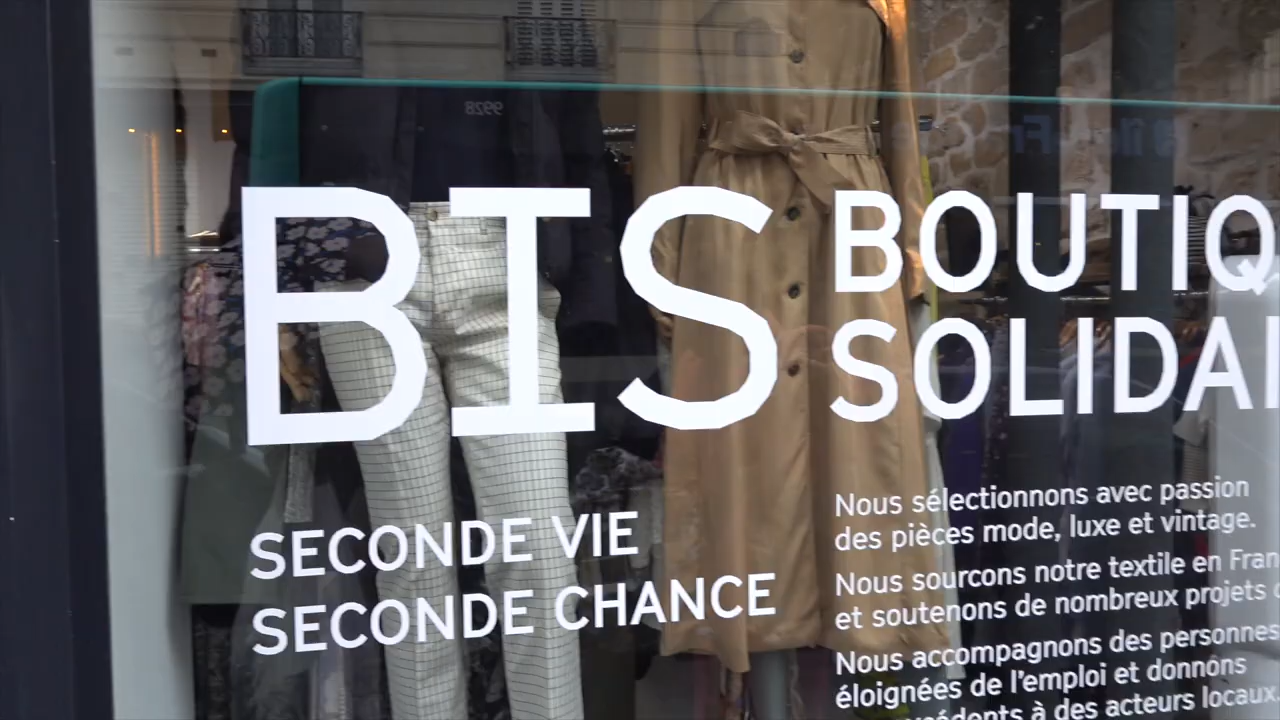 BIS
BOUTIQ
SOLIDAI
SECONDE VIE
SECONDE CHANCE
Nous sélectionnons avec passion
des pièces mode, luxe et vintage.
Nous sourcons notre textile en Fran
et soutenons de nombreux projets
Nous accompagnons des personnes
éloignées de l'emploi et donnons
à des acteurs locaux.
9928